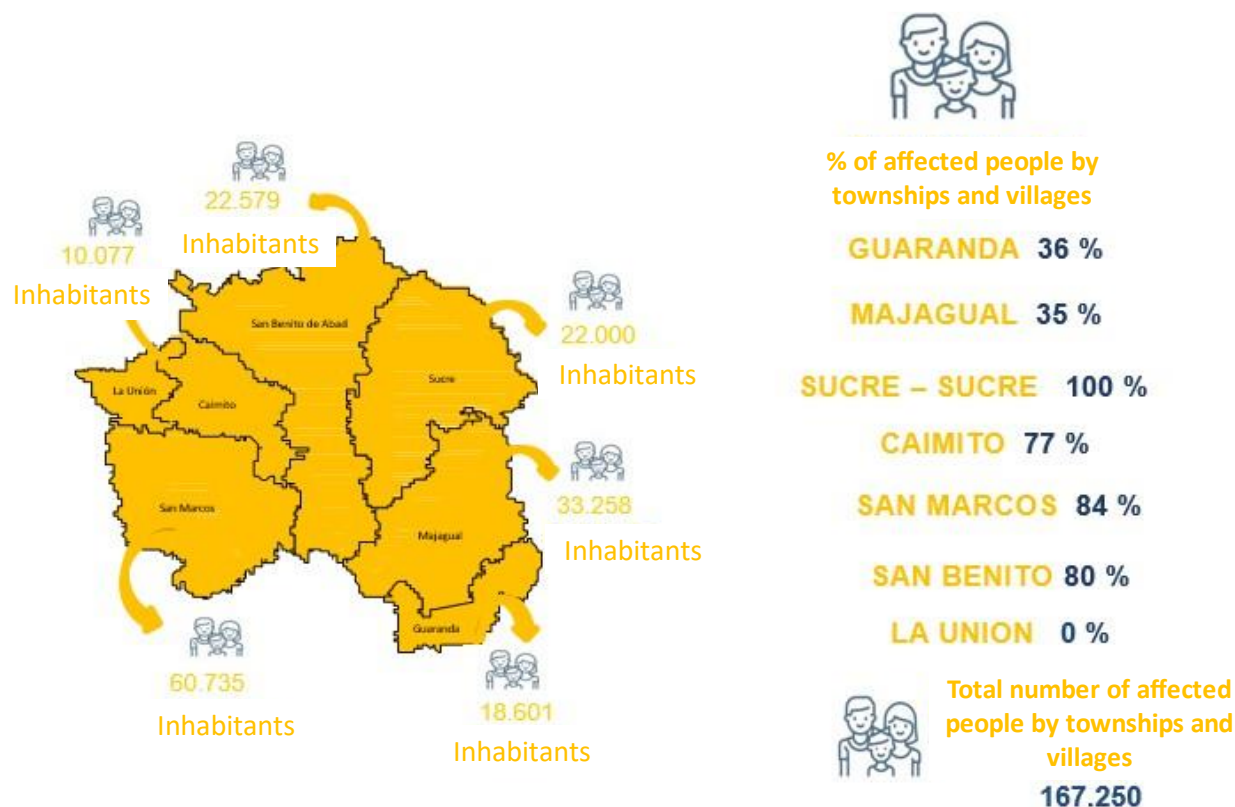 22.579
Inhabitants
10.077
Inhabitants
22.000
Inhabitants
33.258
Inhabitants
60.735
Inhabitants
18.601
Inhabitants
San Benito de Abad
Sucre
La Unión
Caimito
San Marcos
Majagual
Guaranda
% of affected people by
townships and villages
GUARANDA 36 %
MAJAGUAL 35 %
SUCRE – SUCRE 100 %
CAIMITO 77 %
SAN MARCOS 84 %
SAN BENITO 80 %
LA UNION 0 %
Total number of affected
people by townships and
villages
167.250